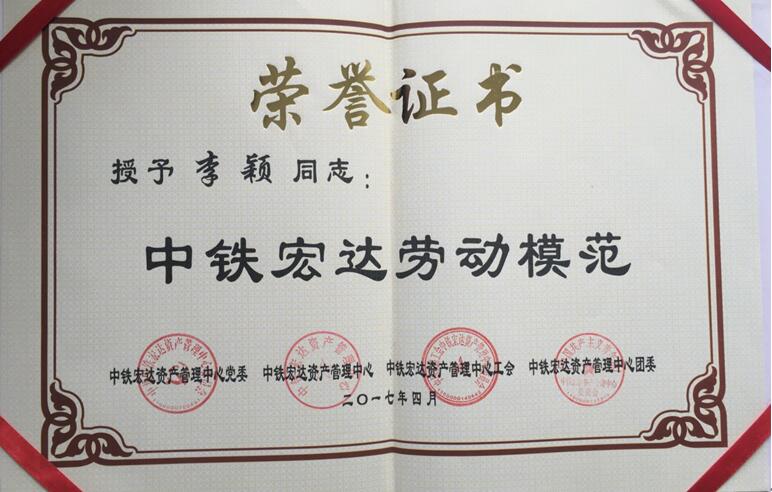 荣誉证书
授予 李颖 同志：
中铁宏达劳动模范
中铁宏达资产管理中心党委 中铁宏达资产管理中心 中铁宏达资产管理中心工会 中铁宏达资产管理中心团委
二〇一七年四月